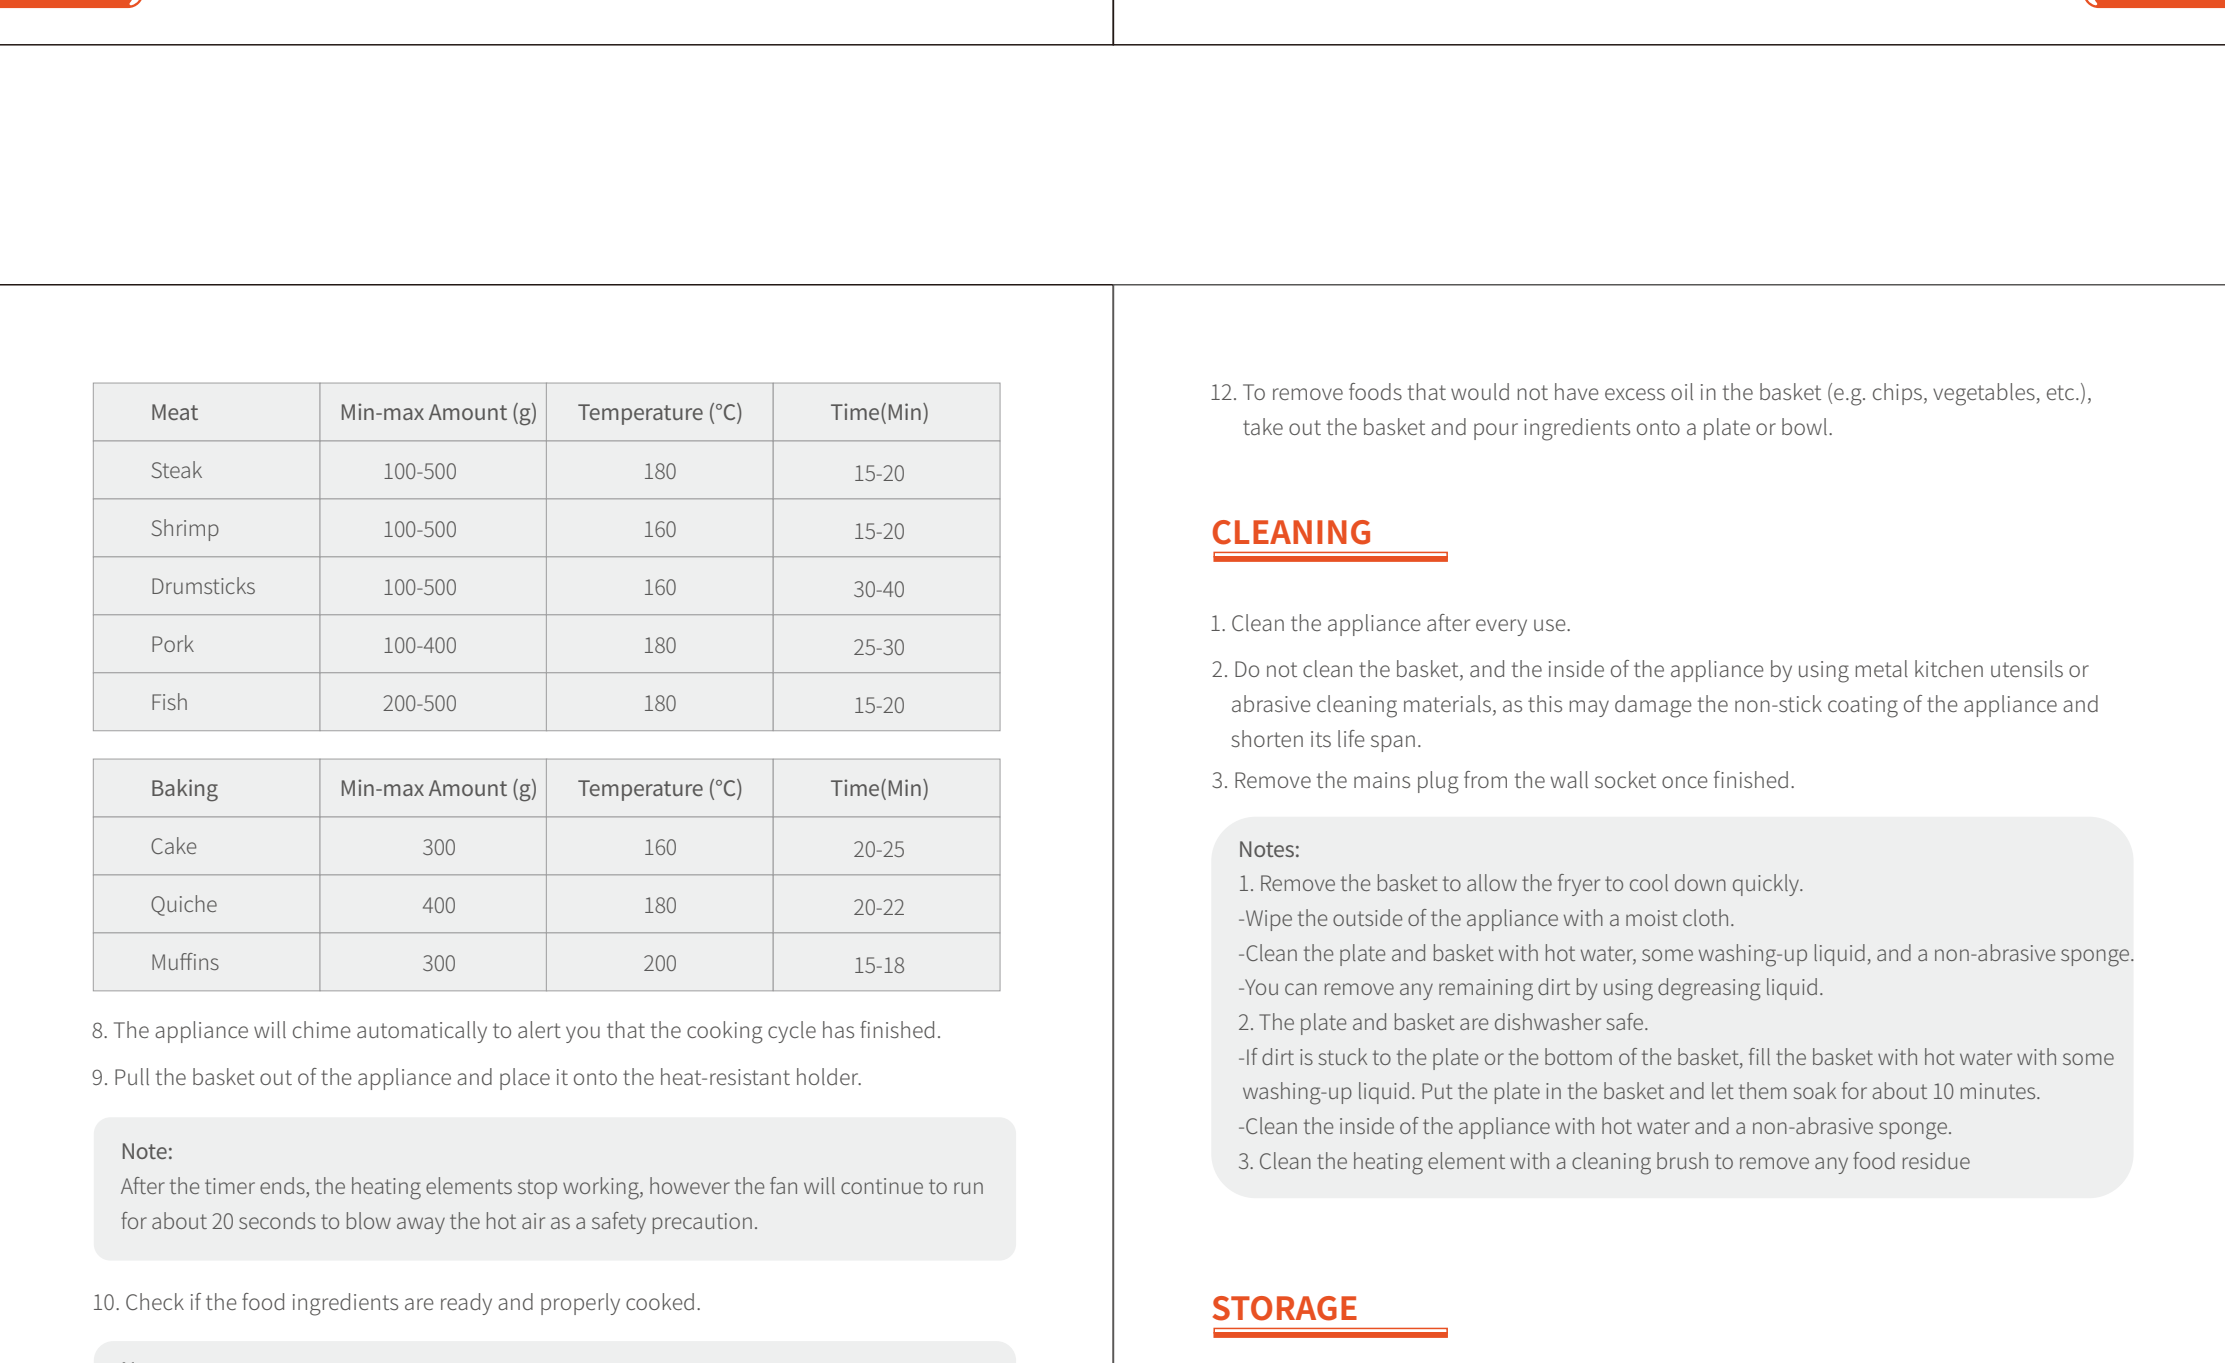 Meat Min-max Amount (g) Temperature (°C) Time(Min)
Steak 100-500 180 15-20
Shrimp 100-500 160 15-20
Drumsticks 100-500 160 30-40
Pork 100-400 180 25-30
Fish 200-500 180 15-20
Baking Min-max Amount (g) Temperature (°C) Time(Min)
Cake 300 160 20-25
Quiche 400 180 20-22
Muffins 300 200 15-18
8. The appliance will chime automatically to alert you that the cooking cycle has finished.
9. Pull the basket out of the appliance and place it onto the heat-resistant holder.
Note:
After the timer ends, the heating elements stop working, however the fan will continue to run
for about 20 seconds to blow away the hot air as a safety precaution.
10. Check if the food ingredients are ready and properly cooked.
12. To remove foods that would not have excess oil in the basket (e.g. chips, vegetables, etc.),
take out the basket and pour ingredients onto a plate or bowl.
CLEANING
1. Clean the appliance after every use.
2. Do not clean the basket, and the inside of the appliance by using metal kitchen utensils or
abrasive cleaning materials, as this may damage the non-stick coating of the appliance and
shorten its life span.
3. Remove the mains plug from the wall socket once finished.
Notes:
1. Remove the basket to allow the fryer to cool down quickly.
-Wipe the outside of the appliance with a moist cloth.
-Clean the plate and basket with hot water, some washing-up liquid, and a non-abrasive sponge.
-You can remove any remaining dirt by using degreasing liquid.
2. The plate and basket are dishwasher safe.
-If dirt is stuck to the plate or the bottom of the basket, fill the basket with hot water with some
washing-up liquid. Put the plate in the basket and let them soak for about 10 minutes.
-Clean the inside of the appliance with hot water and a non-abrasive sponge.
3. Clean the heating element with a cleaning brush to remove any food residue
STORAGE